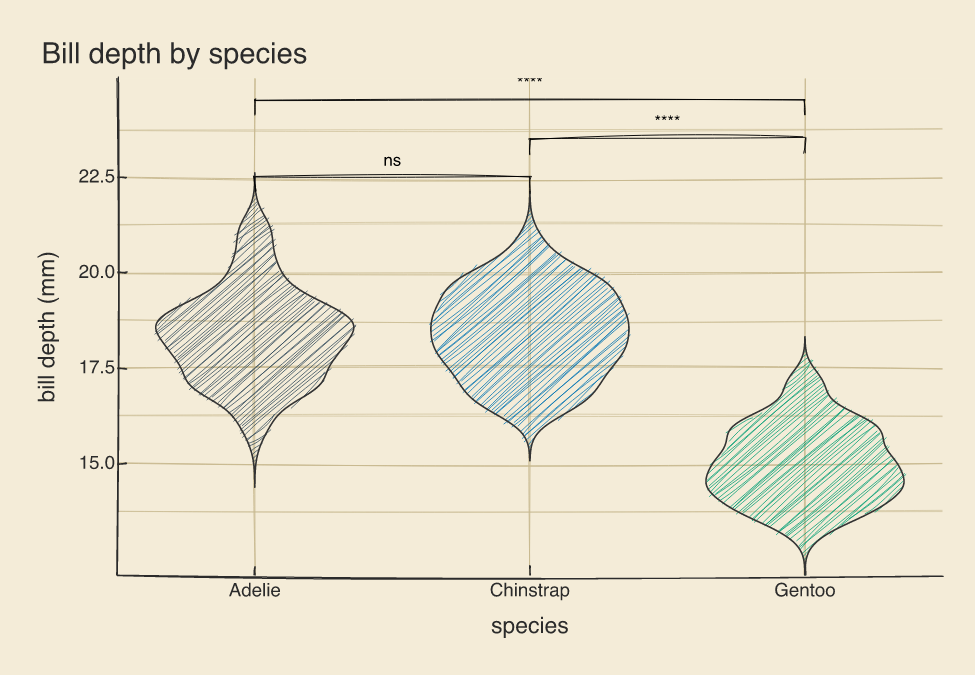 Bill depth by species
****
****
ns
22.5
20.0
17.5
15.0
bill depth (mm)
Adelie Chinstrap Gentoo
species